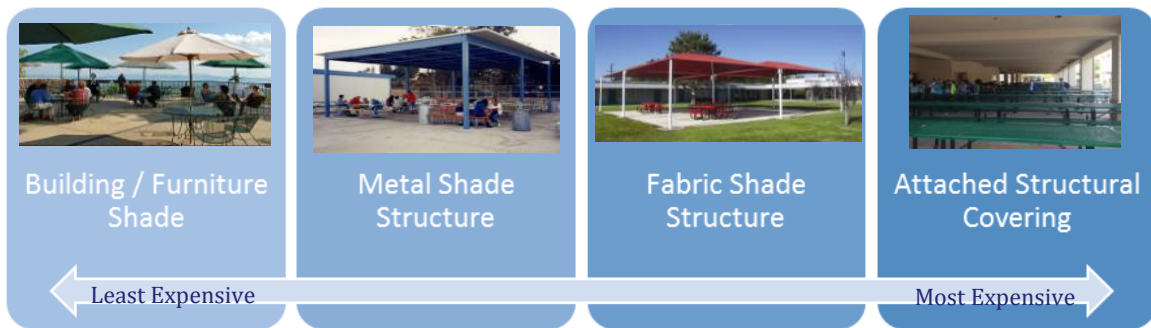 Building / Furniture
Shade
Metal Shade
Structure
Fabric Shade
Structure
Attached Structural
Covering
Least Expensive
Most Expensive